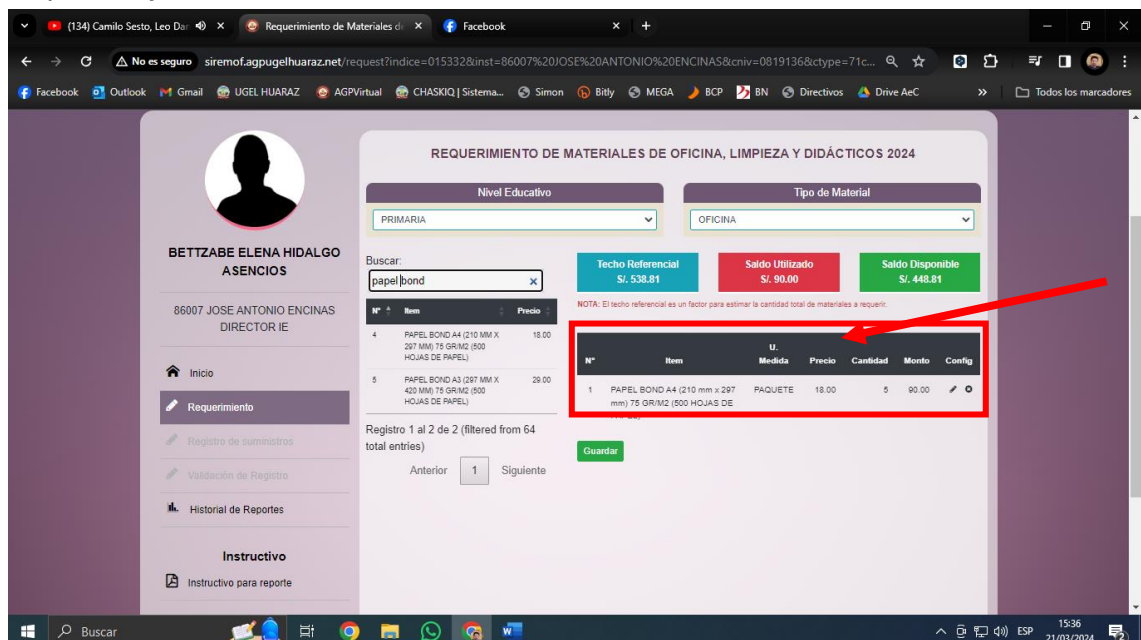 (134) Camilo Sesto, Leo Dar
Requerimiento de Materiales de
Facebook
No es seguro
siremof.agpugelhuaraz.net/request?indice=015332&inst=86007%20JOSE%20ANTONIO%20ENCINAS&cniv=0819136&ctype=71c...
Facebook Outlook Gmail UGEL HUARAZ AGPVirtual CHASKIQ | Sistema... Simon Bitly MEGA BCP BN Directivos Drive AeC » Todos los marcadores
BETTZABE ELENA HIDALGO
ASENCIOS
86007 JOSE ANTONIO ENCINAS
DIRECTOR IE
Inicio
Requerimiento
Registro de suministros
Validación de Registro
Historial de Reportes
Instructivo
Instructivo para reporte
REQUERIMIENTO DE MATERIALES DE OFICINA, LIMPIEZA Y DIDÁCTICOS 2024
Nivel Educativo
PRIMARIA
Tipo de Material
OFICINA
Buscar:
papel bond
N° Item Precio
4 PAPEL BOND A4 (210 MM X 18.00
297 MM) 75 GR/M2 (500
HOJAS DE PAPEL)
5 PAPEL BOND A3 (297 MM X 29.00
420 MM) 75 GR/M2 (500
HOJAS DE PAPEL)
Registro 1 al 2 de 2 (filtered from 64
total entries)
Anterior 1 Siguiente
Techo Referencial
S/. 538.81
Saldo Utilizado
S/. 90.00
Saldo Disponible
S/. 448.81
NOTA: El techo referencial es un factor para estimar la cantidad total de materiales a requerir.
N° Item U. Medida Precio Cantidad Monto Config
1 PAPEL BOND A4 (210 mm x 297 PAQUETE 18.00 5 90.00
mm) 75 GR/M2 (500 HOJAS DE
Guardar
Buscar
ESP
15:36
21/03/2024
2